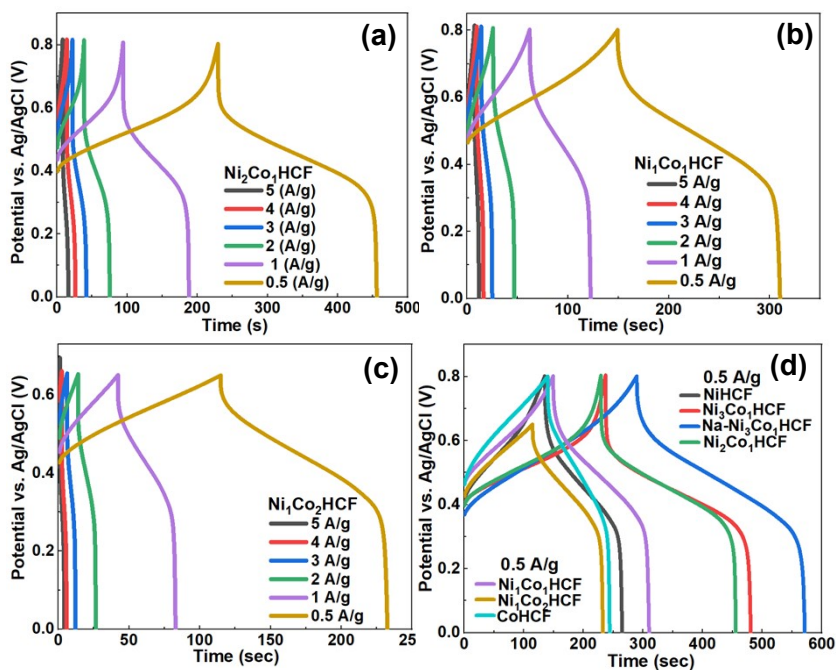 (a)
Potential vs. Ag/AgCl (V)
0.8
0.6
0.4
0.2
0.0
Ni₂Co₁HCF
5 (A/g)
4 (A/g)
3 (A/g)
2 (A/g)
1 (A/g)
0.5 (A/g)
0 100 200 300 400 500
Time (s)
(b)
Potential vs. Ag/AgCl (V)
0.8
0.6
0.4
0.2
0.0
Ni₁Co₁HCF
5 A/g
4 A/g
3 A/g
2 A/g
1 A/g
0.5 A/g
0 100 200 300
Time (sec)
(c)
Potential vs. Ag/AgCl (V)
0.6
0.4
0.2
0.0
Ni₁Co₂HCF
5 A/g
4 A/g
3 A/g
2 A/g
1 A/g
0.5 A/g
0 50 100 150 200 25
Time (sec)
(d)
Potential vs. Ag/AgCl (V)
0.8
0.6
0.4
0.2
0.0
0.5 A/g
NiHCF
Ni₃Co₁HCF
Na-Ni₃Co₁HCF
Ni₂Co₁HCF
0.5 A/g
Ni₁Co₁HCF
Ni₁Co₂HCF
CoHCF
0 100 200 300 400 500 600
Time (sec)